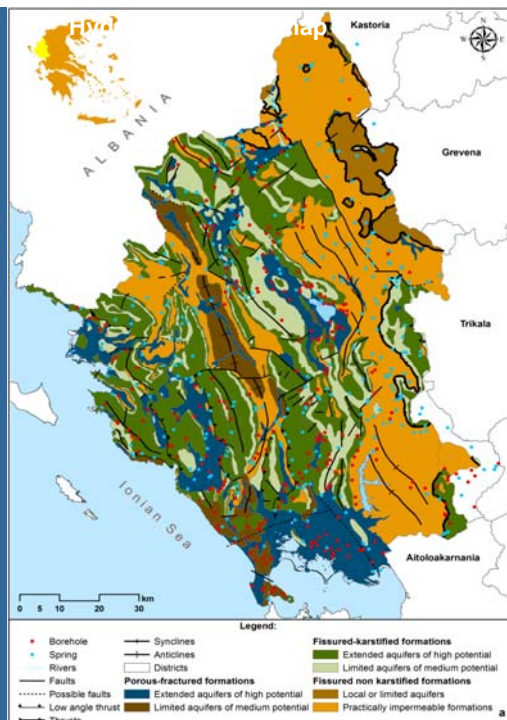 Hyd map
Kastoria
N
W E
S
ALBANIA
Grevena
Trikala
Ionian Sea
Aitoloakarnania
0 5 10 20 30
km
Legend:
Borehole
Spring
Rivers
Faults
Possible faults
Low angle thrust
Thrusts
Synclines
Anticlines
Districts
Porous-fractured formations
Extended aquifers of high potential
Limited aquifers of medium potential
Fissured-karstified formations
Extended aquifers of high potential
Limited aquifers of medium potential
Fissured non karstified formations
Local or limited aquifers
Practically impermeable formations
a